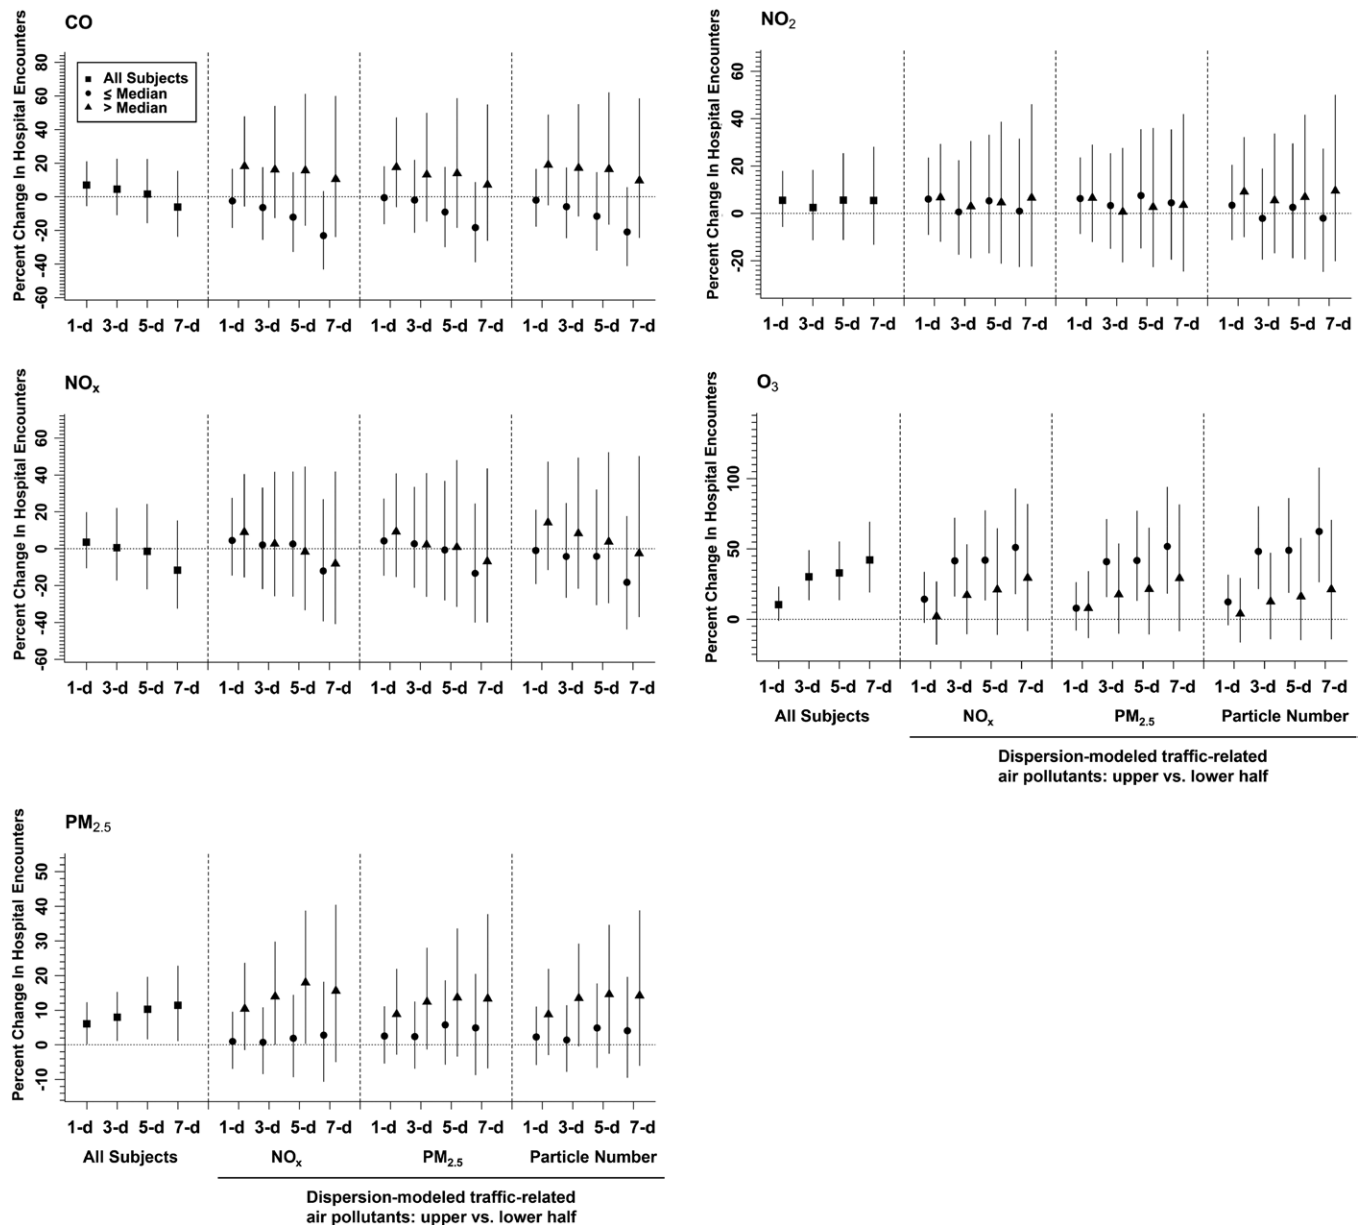 CO
Percent Change In Hospital Encounters
80
60
40
20
0
-20
-40
-60
All Subjects
≤ Median
> Median
1-d 3-d 5-d 7-d 1-d 3-d 5-d 7-d 1-d 3-d 5-d 7-d 1-d 3-d 5-d 7-d
NO₂
Percent Change In Hospital Encounters
60
40
20
0
-20
1-d 3-d 5-d 7-d 1-d 3-d 5-d 7-d 1-d 3-d 5-d 7-d 1-d 3-d 5-d 7-d
NOₓ
Percent Change In Hospital Encounters
60
40
20
0
-20
-40
-60
1-d 3-d 5-d 7-d 1-d 3-d 5-d 7-d 1-d 3-d 5-d 7-d 1-d 3-d 5-d 7-d
O₃
Percent Change In Hospital Encounters
100
50
0
1-d 3-d 5-d 7-d 1-d 3-d 5-d 7-d 1-d 3-d 5-d 7-d 1-d 3-d 5-d 7-d
All Subjects NOₓ PM₂.₅ Particle Number
Dispersion-modeled traffic-related
air pollutants: upper vs. lower half
PM₂.₅
Percent Change In Hospital Encounters
50
40
30
20
10
0
-10
1-d 3-d 5-d 7-d 1-d 3-d 5-d 7-d 1-d 3-d 5-d 7-d 1-d 3-d 5-d 7-d
All Subjects NOₓ PM₂.₅ Particle Number
Dispersion-modeled traffic-related
air pollutants: upper vs. lower half